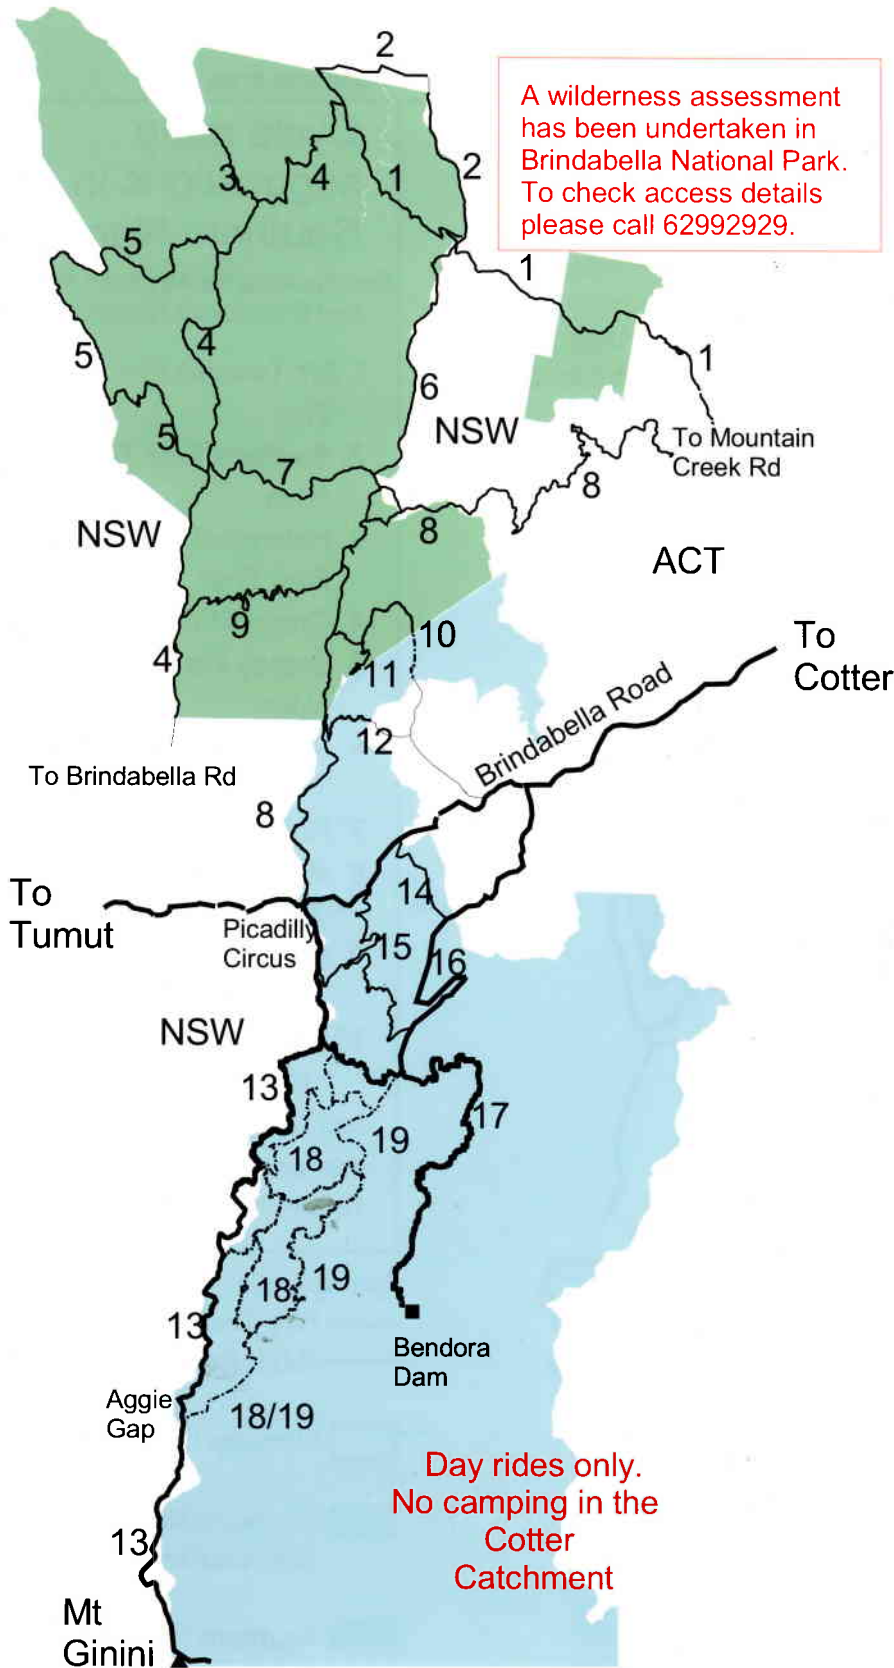 2
A wilderness assessment
has been undertaken in
Brindabella National Park.
To check access details
please call 62992929.
3
4
1
2
5
1
5
4
1
6
NSW
To Mountain
Creek Rd
5
7
8
NSW
8
ACT
9
10
To
Cotter
4
11
Brindabella Road
12
To Brindabella Rd
8
To
Tumut
14
Picadilly
Circus
15
16
NSW
13
17
19
18
19
18
13
Bendora
Dam
Aggie
Gap
18/19
Day rides only.
No camping in the
Cotter
Catchment
13
Mt
Ginini